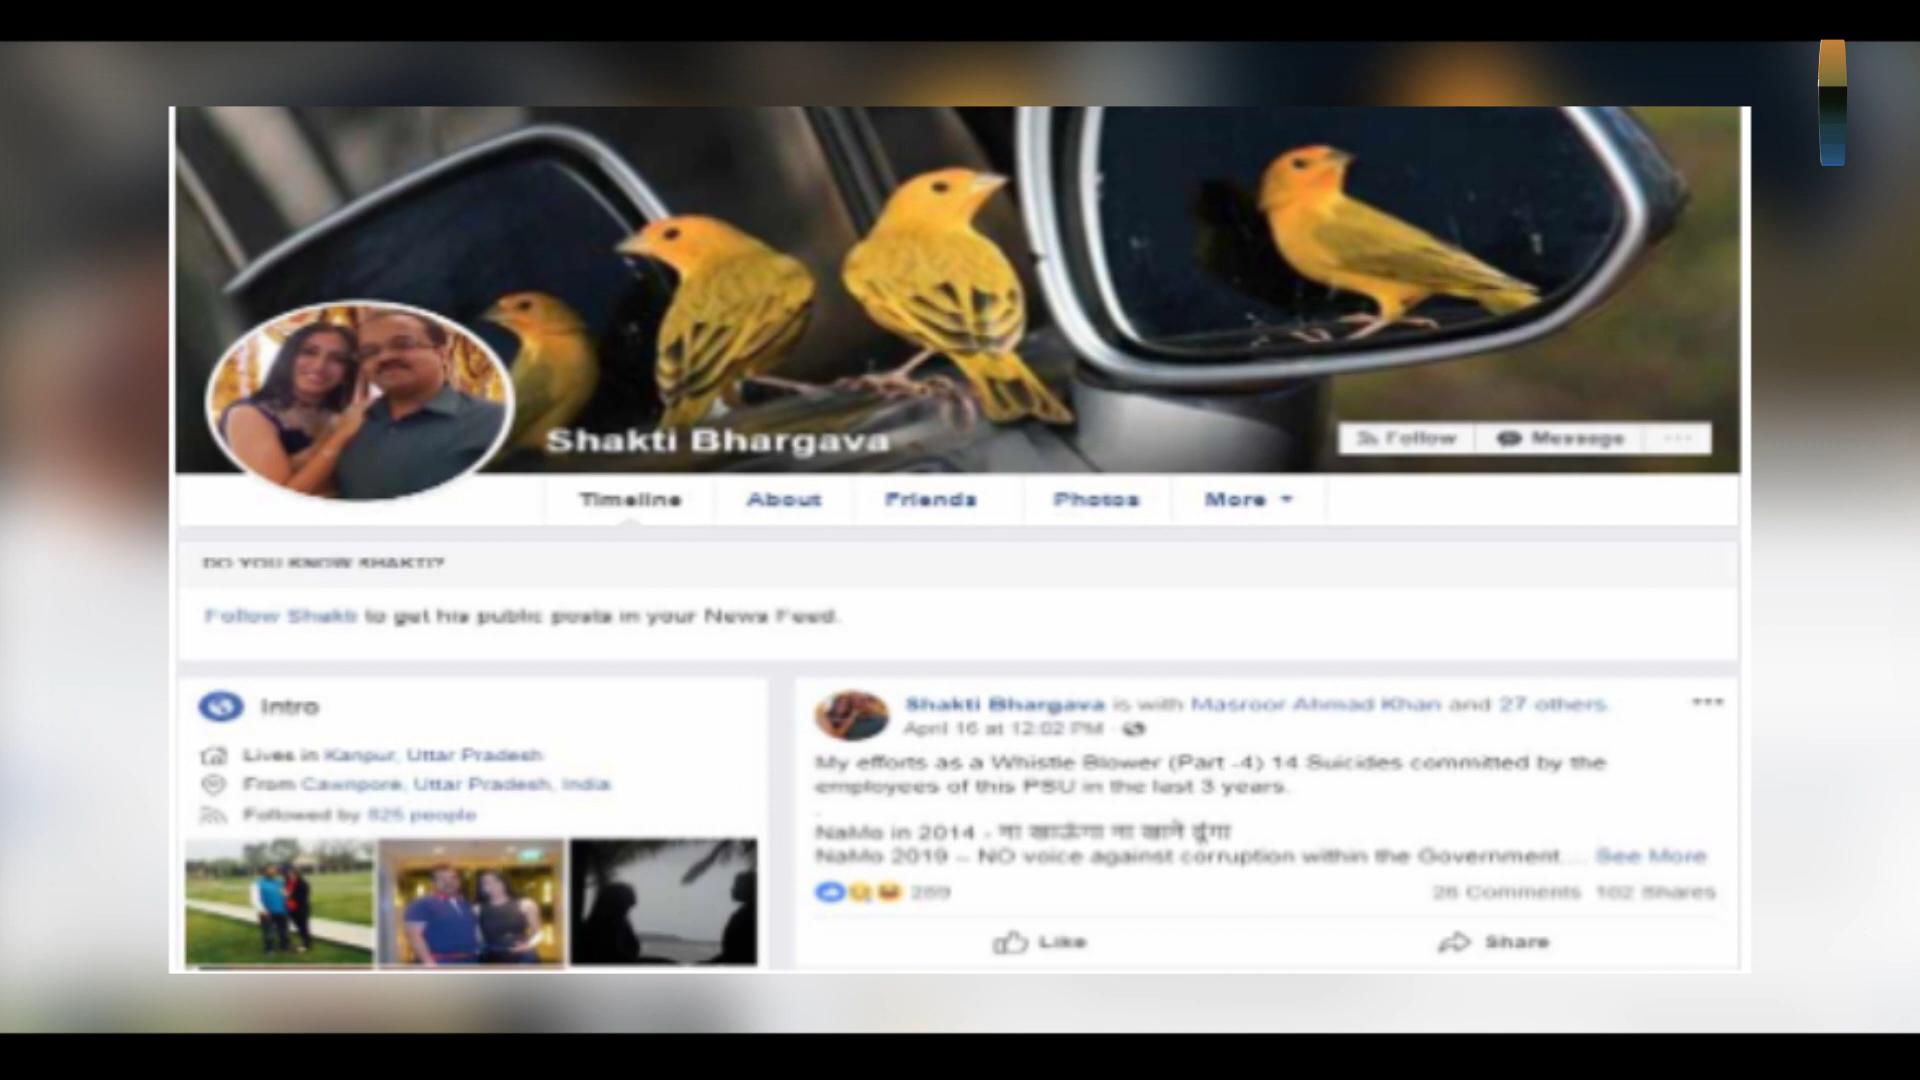 Shakti Bhargava
Follow
Message
Timeline
About
Friends
Photos
More
DO YOU KNOW SHAKTI?
Follow Shakti to get his public posts in your News Feed.
Intro
Lives in Kanpur, Uttar Pradesh
From Cawnpore, Uttar Pradesh, India
Followed by 825 people
Shakti Bhargava is with Masroor Ahmad Khan and 27 others.
April 16 at 12:02 PM
My efforts as a Whistle Blower (Part -4) 14 Suicides committed by the
employees of this PSU in the last 3 years.
.
NaMo in 2014 - ना खाऊंगा ना खाने दूंगा
NaMo 2019 – NO voice against corruption within the Government... See More
269
26 Comments 102 Shares
Like
Share